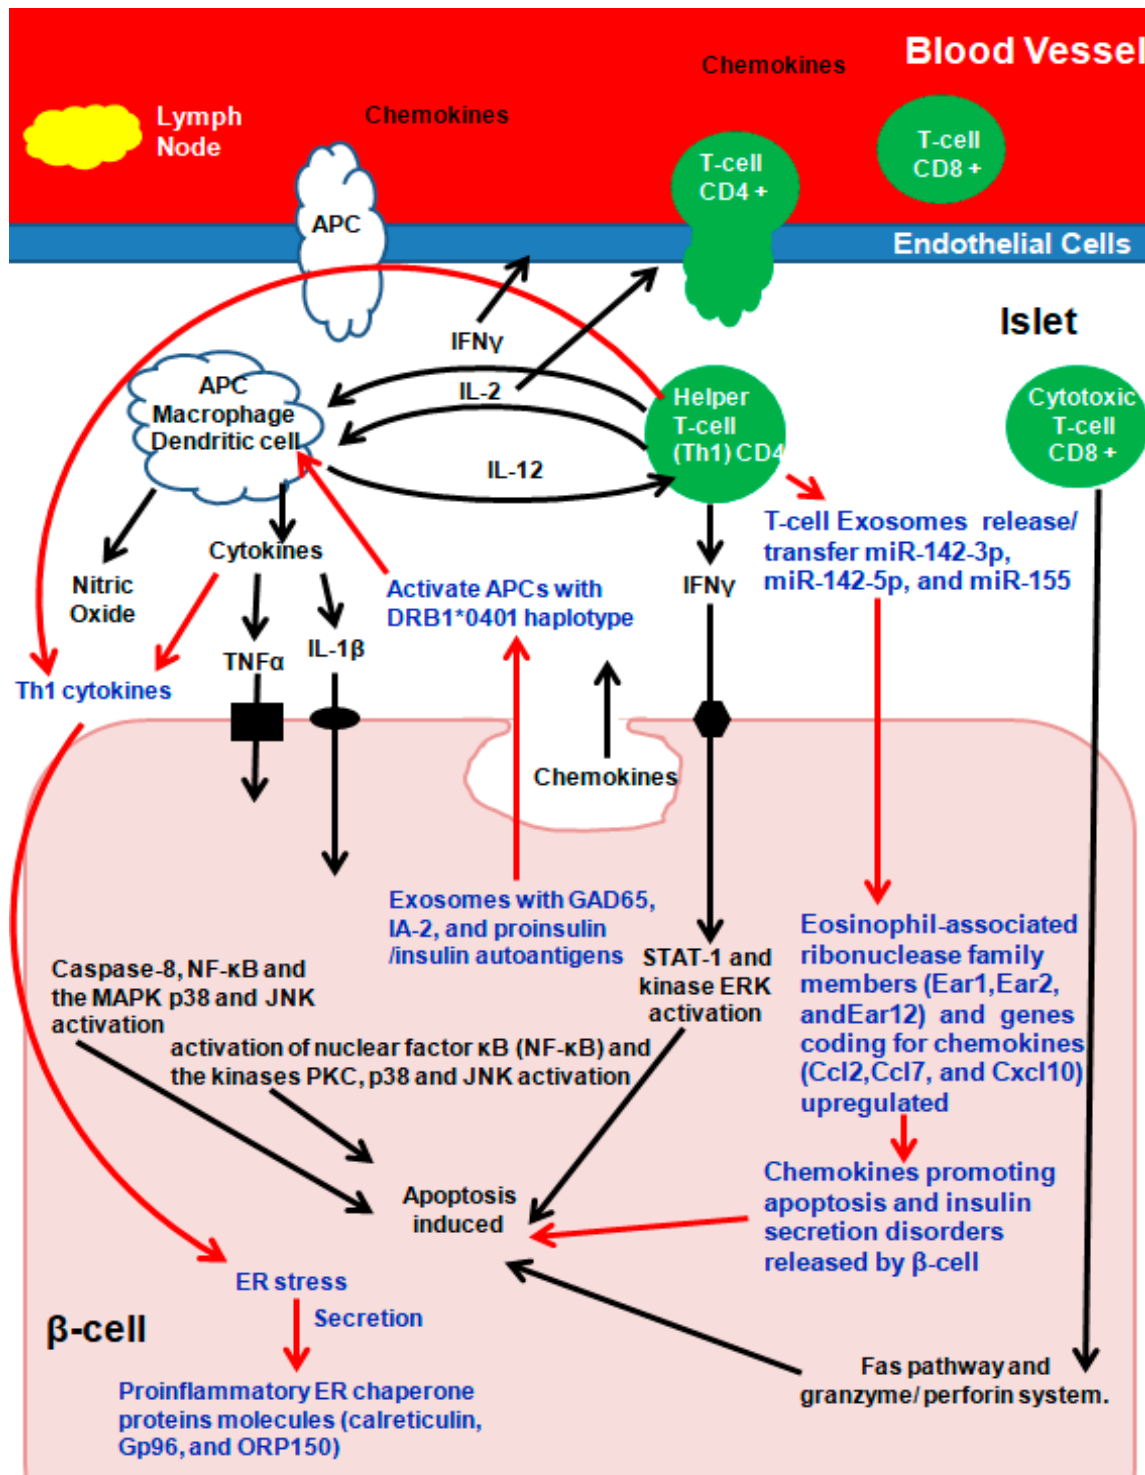 Blood Vessel
Chemokines
Lymph
Node
Chemokines
T-cell
CD8 +
T-cell
CD4 +
APC
Endothelial Cells
Islet
IFNγ
IL-2
APC
Macrophage
Dendritic cell
Helper
T-cell
(Th1) CD4
Cytotoxic
T-cell
CD8 +
IL-12
T-cell Exosomes release/
transfer miR-142-3p,
miR-142-5p, and miR-155
Cytokines
Nitric
Oxide
Activate APCs with
DRB1*0401 haplotype
IFNγ
TNFα
IL-1β
Th1 cytokines
Chemokines
Exosomes with GAD65,
IA-2, and proinsulin
/insulin autoantigens
STAT-1 and
kinase ERK
activation
Eosinophil-associated
ribonuclease family
members (Ear1,Ear2,
andEar12) and genes
coding for chemokines
(Ccl2,Ccl7, and Cxcl10)
upregulated
Caspase-8, NF-κB and
the MAPK p38 and JNK
activation
activation of nuclear factor κB (NF-κB) and
the kinases PKC, p38 and JNK activation
Apoptosis
induced
Chemokines promoting
apoptosis and insulin
secretion disorders
released by β-cell
ER stress
Secretion
β-cell
Proinflammatory ER chaperone
proteins molecules (calreticulin,
Gp96, and ORP150)
Fas pathway and
granzyme/ perforin system.